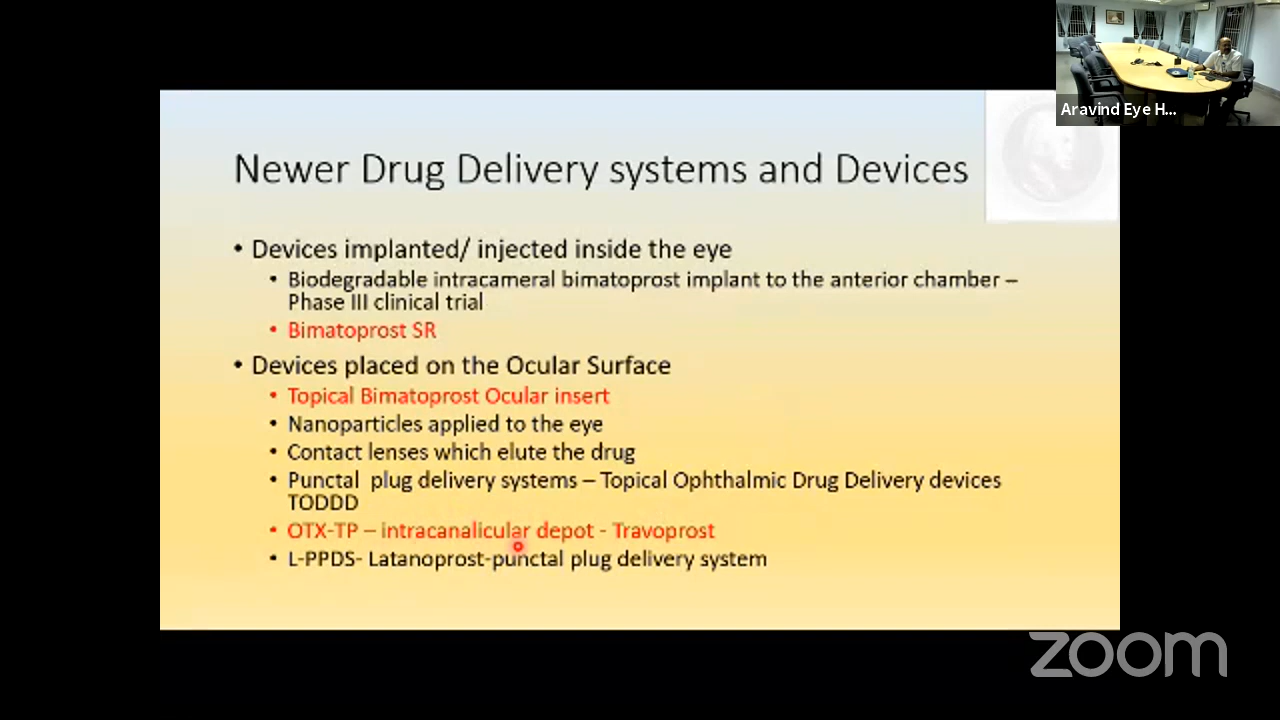 Aravind Eye H...
Newer Drug Delivery systems and Devices
• Devices implanted/ injected inside the eye
• Biodegradable intracameral bimatoprost implant to the anterior chamber –
Phase III clinical trial
• Bimatoprost SR
• Devices placed on the Ocular Surface
• Topical Bimatoprost Ocular insert
• Nanoparticles applied to the eye
• Contact lenses which elute the drug
• Punctal plug delivery systems – Topical Ophthalmic Drug Delivery devices
TODDD
• OTX-TP – intracanalicular depot - Travoprost
• L-PPDS- Latanoprost-punctal plug delivery system
zoom